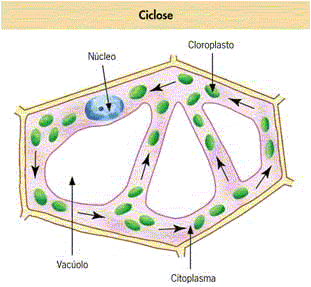 Ciclose
Cloroplasto
Núcleo
Vacúolo
Citoplasma